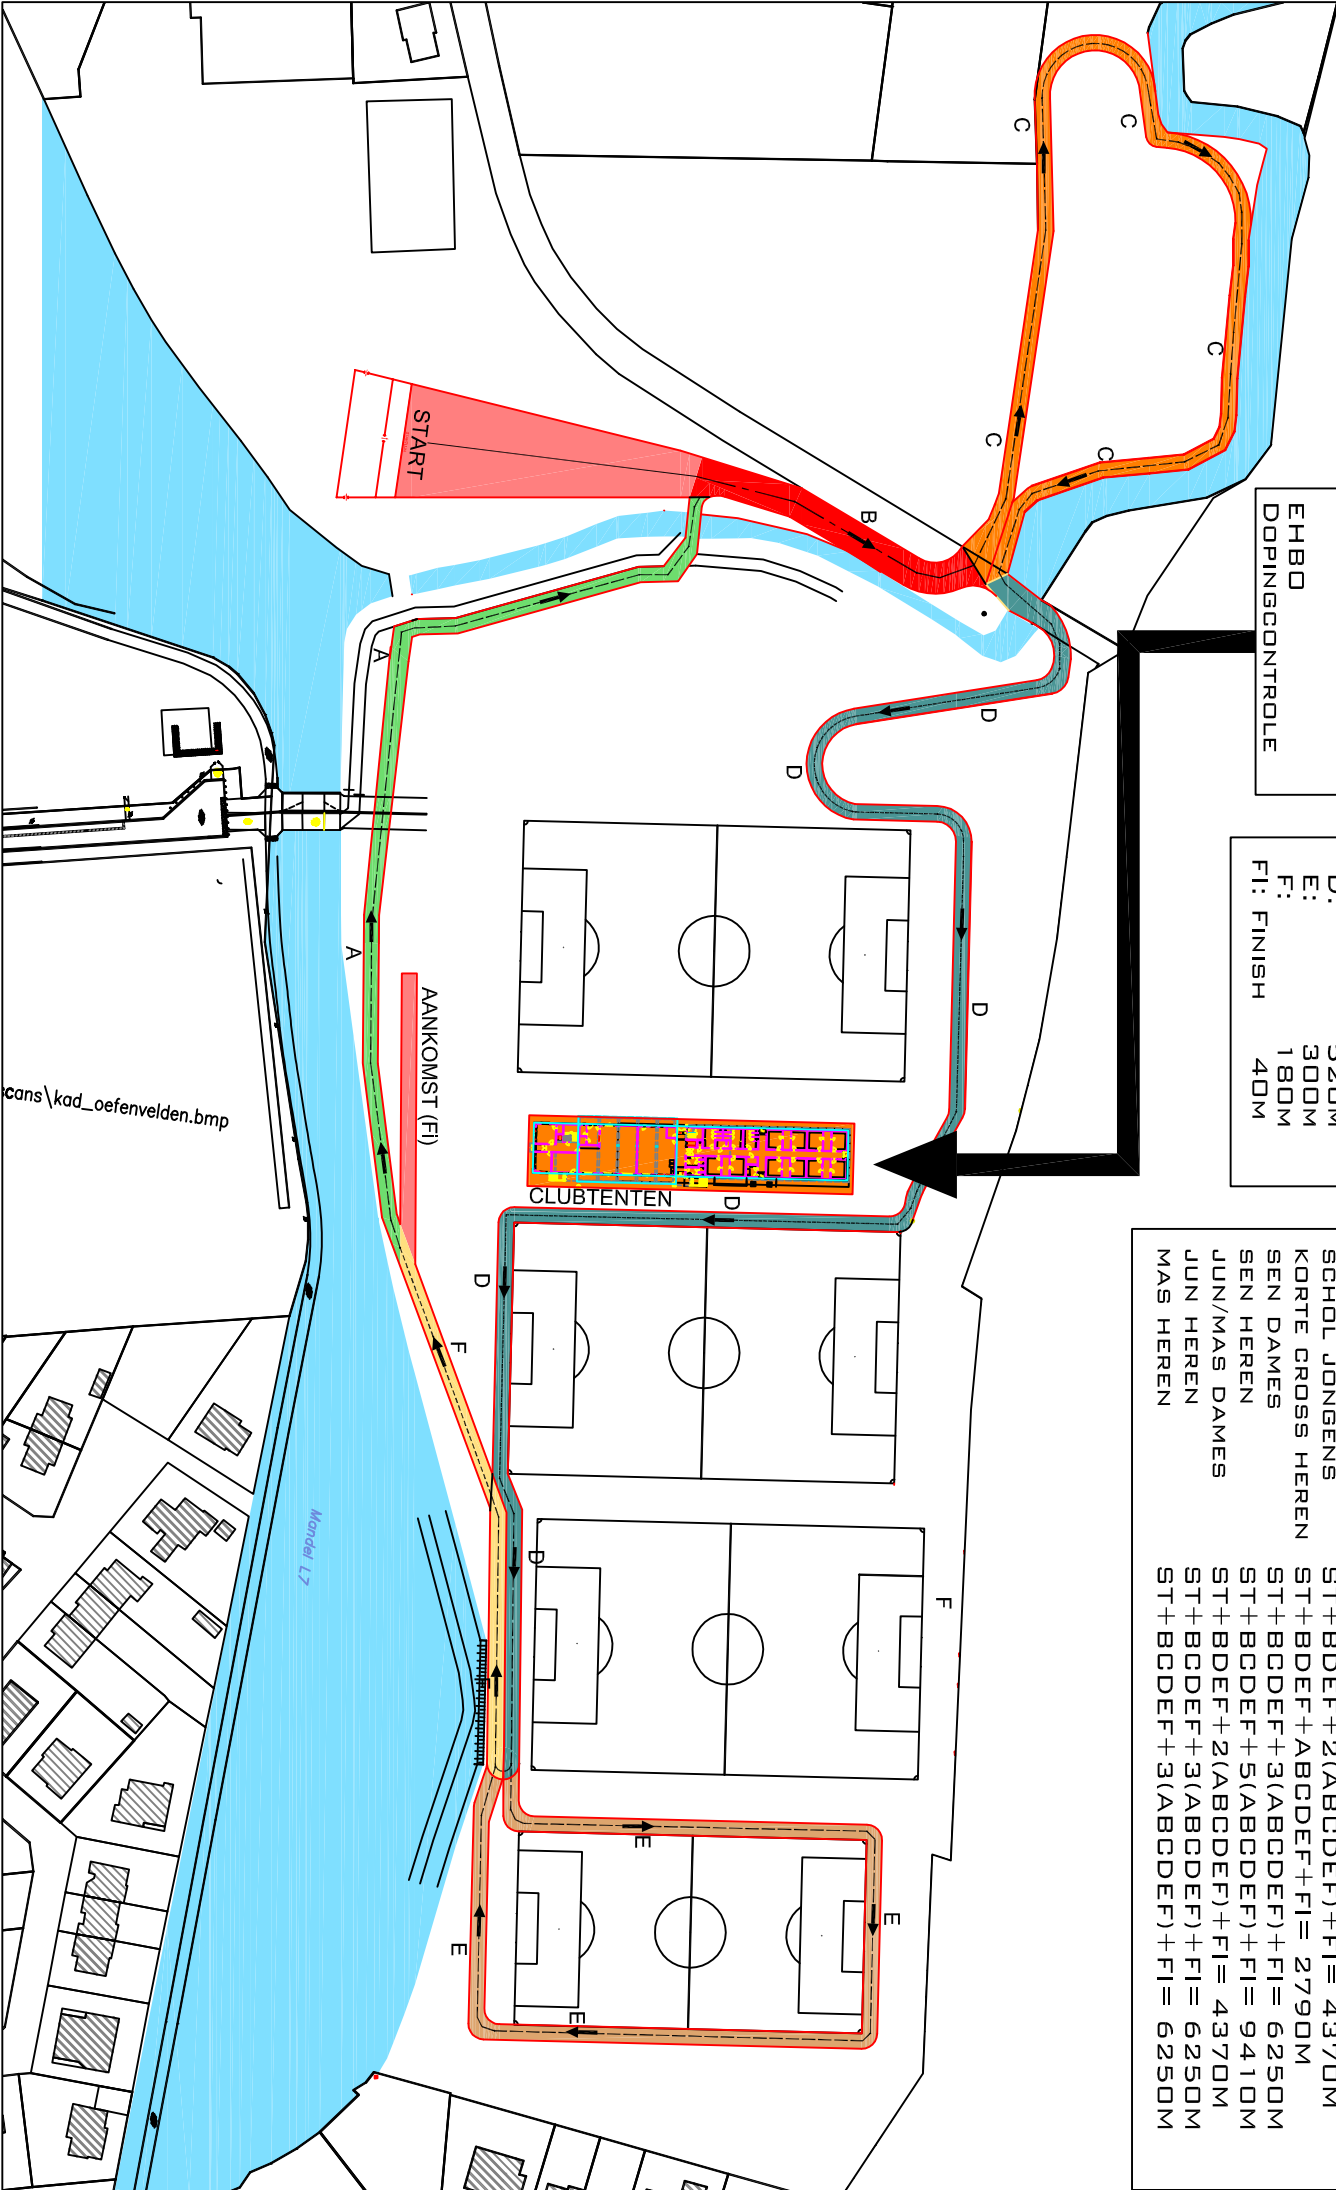 EHBO
DOPINGCONTROLE
E: 300M
F: 180M
FI: FINISH 40M
SCHOL JONGENS ST+BDEF+2(ABCDEF)+FI= 4370M
KORTE CROSS HEREN ST+BDEF+ABCDEF+FI= 2790M
SEN DAMES ST+BCDEF+3(ABCDEF)+FI= 6250M
SEN HEREN ST+BCDEF+5(ABCDEF)+FI= 9410M
JUN/MAS DAMES ST+BDEF+2(ABCDEF)+FI= 4370M
JUN HEREN ST+BCDEF+3(ABCDEF)+FI= 6250M
MAS HEREN ST+BCDEF+3(ABCDEF)+FI= 6250M
C
C
C
C
C
B
START
A
A
D
D
D
D
D
D
AANKOMST (Fi)
CLUBTENTEN
F
F
F
E
E
E
E
cans\kad_oefenvelden.bmp
Mandel L7